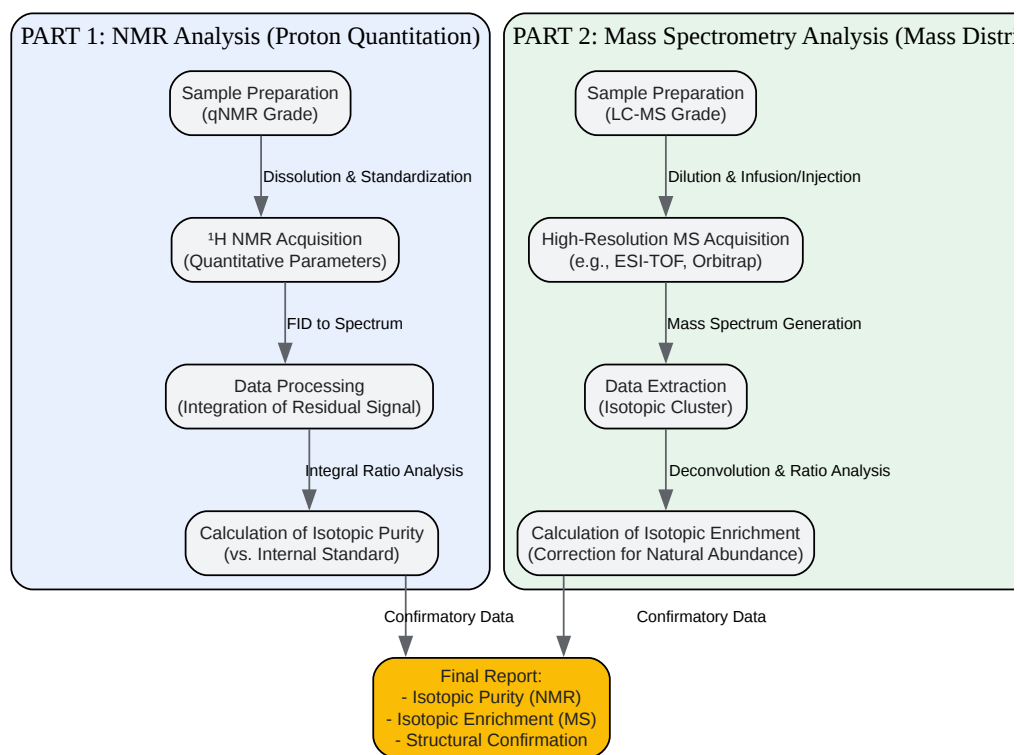 PART 1: NMR Analysis (Proton Quantitation)
Sample Preparation
(qNMR Grade)
Dissolution & Standardization
¹H NMR Acquisition
(Quantitative Parameters)
FID to Spectrum
Data Processing
(Integration of Residual Signal)
Integral Ratio Analysis
Calculation of Isotopic Purity
(vs. Internal Standard)
Confirmatory Data
PART 2: Mass Spectrometry Analysis (Mass Distri
Sample Preparation
(LC-MS Grade)
Dilution & Infusion/Injection
High-Resolution MS Acquisition
(e.g., ESI-TOF, Orbitrap)
Mass Spectrum Generation
Data Extraction
(Isotopic Cluster)
Deconvolution & Ratio Analysis
Calculation of Isotopic Enrichment
(Correction for Natural Abundance)
Confirmatory Data
Final Report:
- Isotopic Purity (NMR)
- Isotopic Enrichment (MS)
- Structural Confirmation